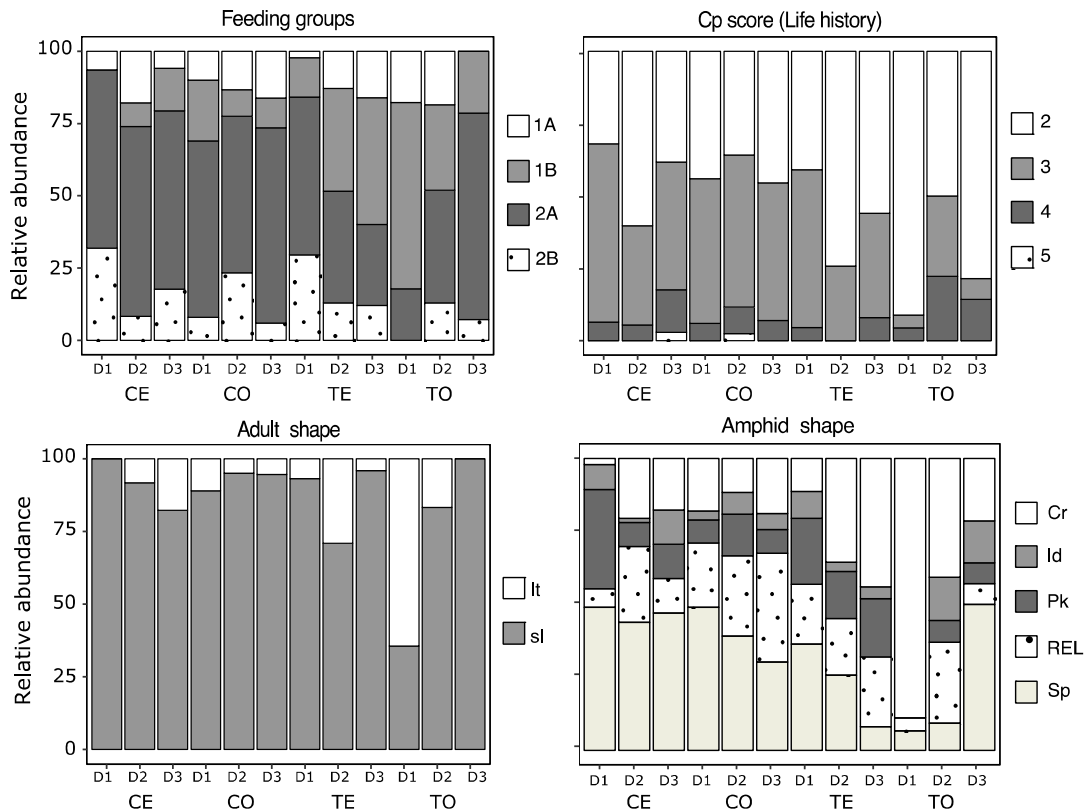 Feeding groups
Relative abundance
100
75
50
25
0
D1 D2 D3 D1 D2 D3 D1 D2 D3 D1 D2 D3
CE CO TE TO
1A
1B
2A
2B
Cp score (Life history)
D1 D2 D3 D1 D2 D3 D1 D2 D3 D1 D2 D3
CE CO TE TO
2
3
4
5
Adult shape
Relative abundance
100
75
50
25
0
D1 D2 D3 D1 D2 D3 D1 D2 D3 D1 D2 D3
CE CO TE TO
lt
sl
Amphid shape
D1 D2 D3 D1 D2 D3 D1 D2 D3 D1 D2 D3
CE CO TE TO
Cr
Id
Pk
REL
Sp